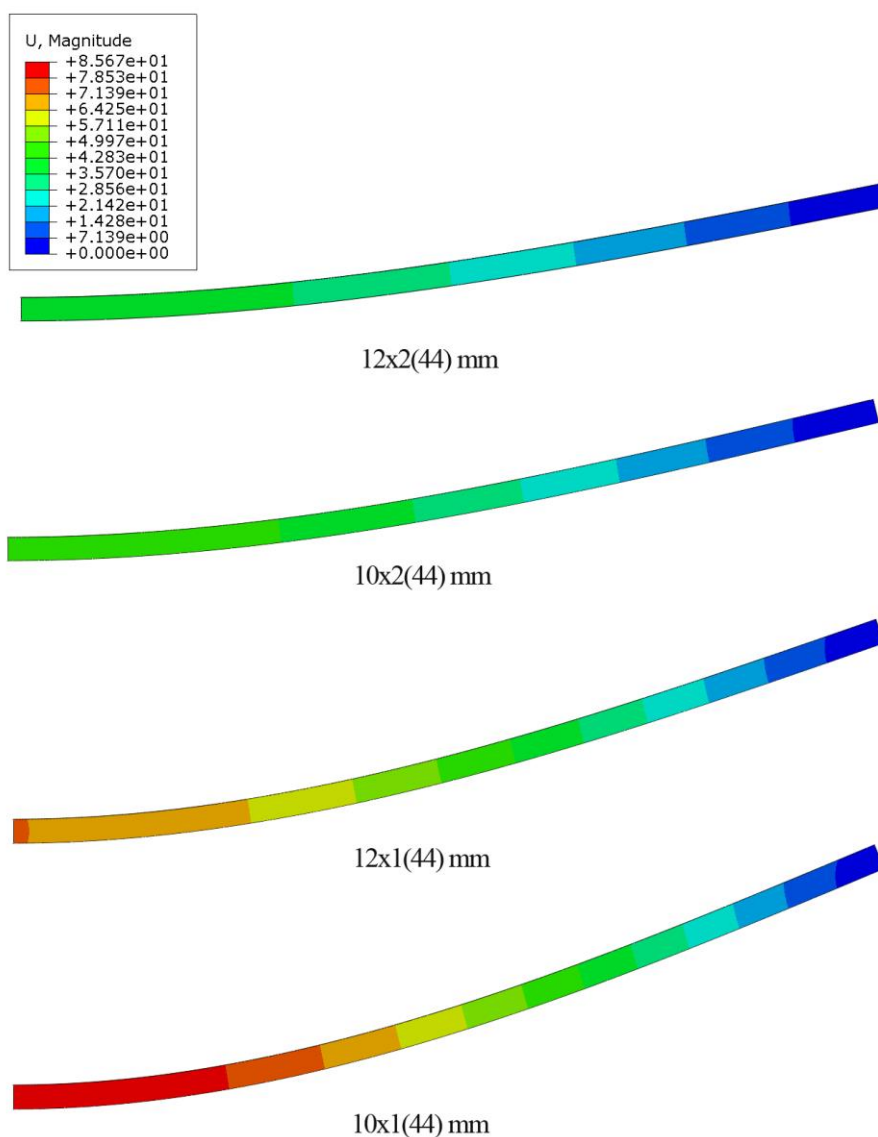 U, Magnitude
+8.567e+01
+7.853e+01
+7.139e+01
+6.425e+01
+5.711e+01
+4.997e+01
+4.283e+01
+3.570e+01
+2.856e+01
+2.142e+01
+1.428e+01
+7.139e+00
+0.000e+00
12x2(44) mm
10x2(44) mm
12x1(44) mm
10x1(44) mm